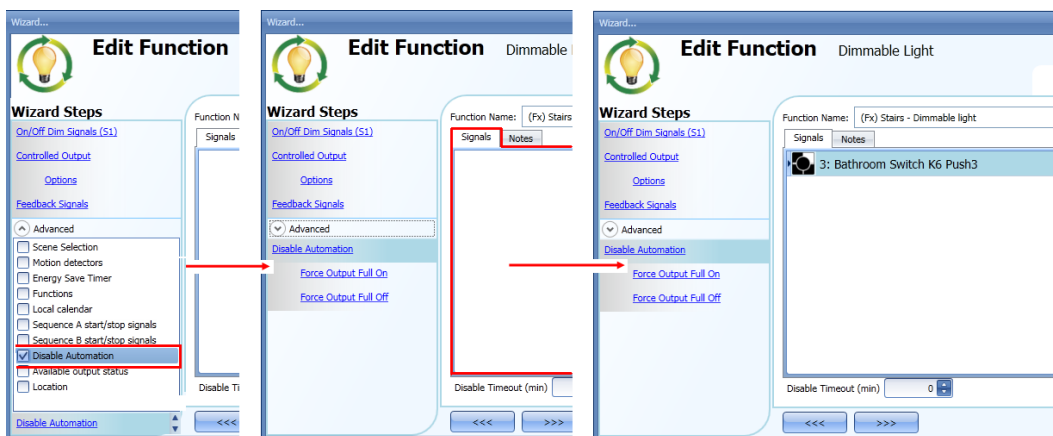 Wizard...
Edit Function
Wizard Steps
On/Off Dim Signals (S1)
Controlled Output
Options
Feedback Signals
Advanced
Scene Selection
Motion detectors
Energy Save Timer
Functions
Local calendar
Sequence A start/stop signals
Sequence B start/stop signals
Disable Automation
Available output status
Location
Disable Automation
Function N
Signals
Disable Ti
<<<
Wizard...
Edit Function Dimmable
Wizard Steps
On/Off Dim Signals (S1)
Controlled Output
Options
Feedback Signals
Advanced
Disable Automation
Force Output Full On
Force Output Full Off
Function Name: (Fx) Stairs
Signals Notes
Disable Timeout (min)
<<< >>>
Wizard...
Edit Function Dimmable Light
Wizard Steps
On/Off Dim Signals (S1)
Controlled Output
Options
Feedback Signals
Advanced
Disable Automation
Force Output Full On
Force Output Full Off
Function Name: (Fx) Stairs - Dimmable light
Signals Notes
3: Bathroom Switch K6 Push3
Disable Timeout (min) 0
<<< >>>